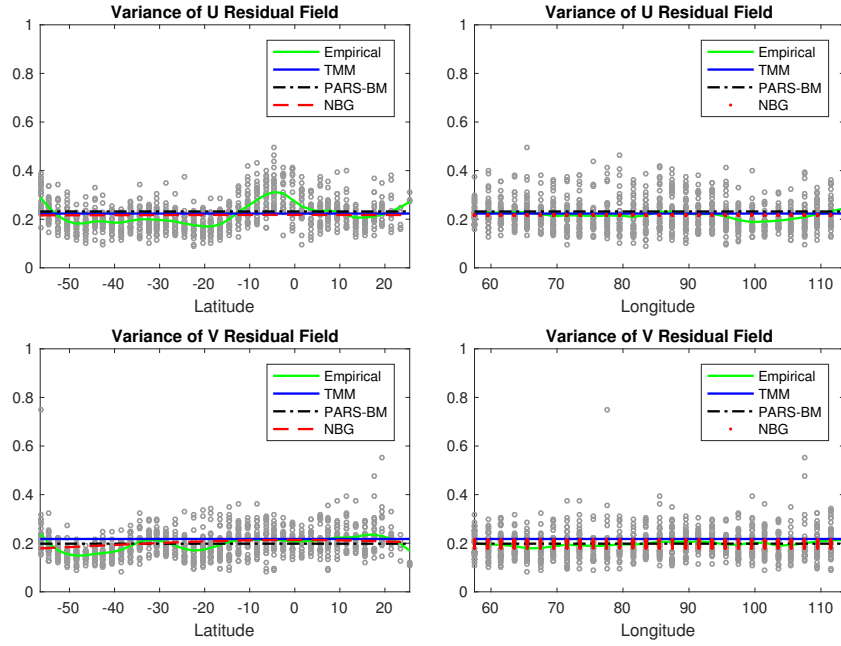 Variance of U Residual Field
1
0.8
0.6
0.4
0.2
0
Empirical
TMM
PARS-BM
NBG
-50 -40 -30 -20 -10 0 10 20
Latitude
Variance of U Residual Field
1
0.8
0.6
0.4
0.2
0
Empirical
TMM
PARS-BM
NBG
60 70 80 90 100 110
Longitude
Variance of V Residual Field
1
0.8
0.6
0.4
0.2
0
Empirical
TMM
PARS-BM
NBG
-50 -40 -30 -20 -10 0 10 20
Latitude
Variance of V Residual Field
1
0.8
0.6
0.4
0.2
0
Empirical
TMM
PARS-BM
NBG
60 70 80 90 100 110
Longitude